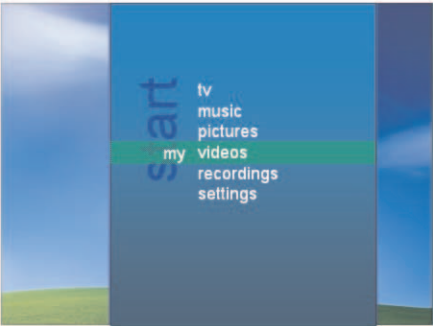 start
tv
music
pictures
my videos
recordings
settings